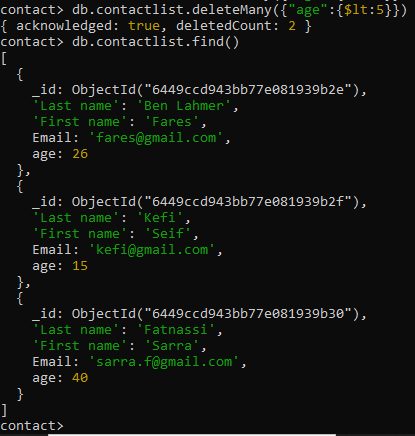 contact> db.contactlist.deleteMany({"age":{$lt:5}})
{ acknowledged: true, deletedCount: 2 }
contact> db.contactlist.find()
[
  {
    _id: ObjectId("6449ccd943bb77e081939b2e"),
    'Last name': 'Ben Lahmer',
    'First name': 'Fares',
    Email: 'fares@gmail.com',
    age: 26
  },
  {
    _id: ObjectId("6449ccd943bb77e081939b2f"),
    'Last name': 'Kefi',
    'First name': 'Seif',
    Email: 'kefi@gmail.com',
    age: 15
  },
  {
    _id: ObjectId("6449ccd943bb77e081939b30"),
    'Last name': 'Fatnassi',
    'First name': 'Sarra',
    Email: 'sarra.f@gmail.com',
    age: 40
  }
]
contact>